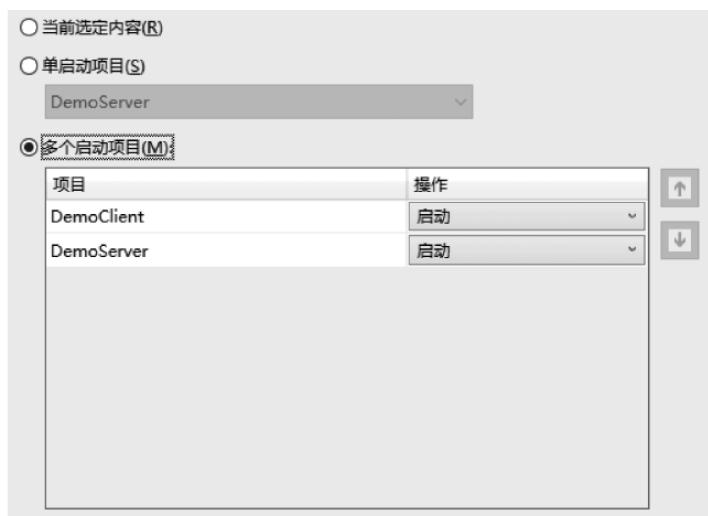 当前选定内容(R)
单启动项目(S)
DemoServer
多个启动项目(M):
项目 操作
DemoClient 启动
DemoServer 启动